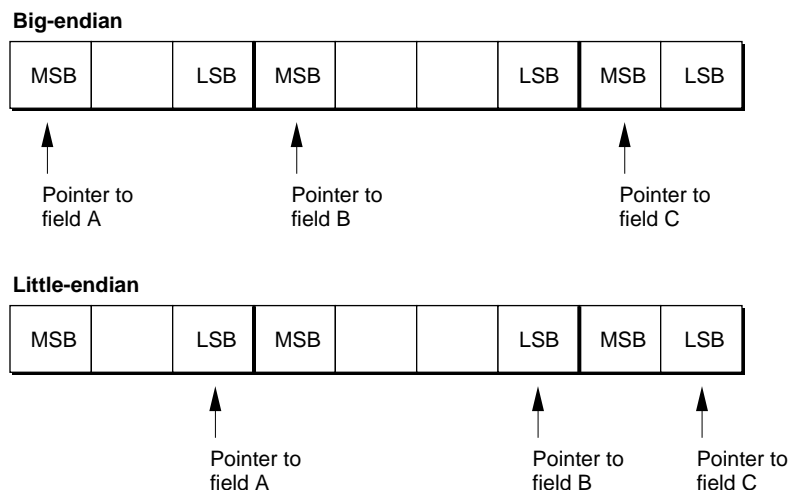 Big-endian
MSB LSB MSB LSB MSB LSB
Pointer to field A
Pointer to field B
Pointer to field C
Little-endian
MSB LSB MSB LSB MSB LSB
Pointer to field A
Pointer to field B
Pointer to field C